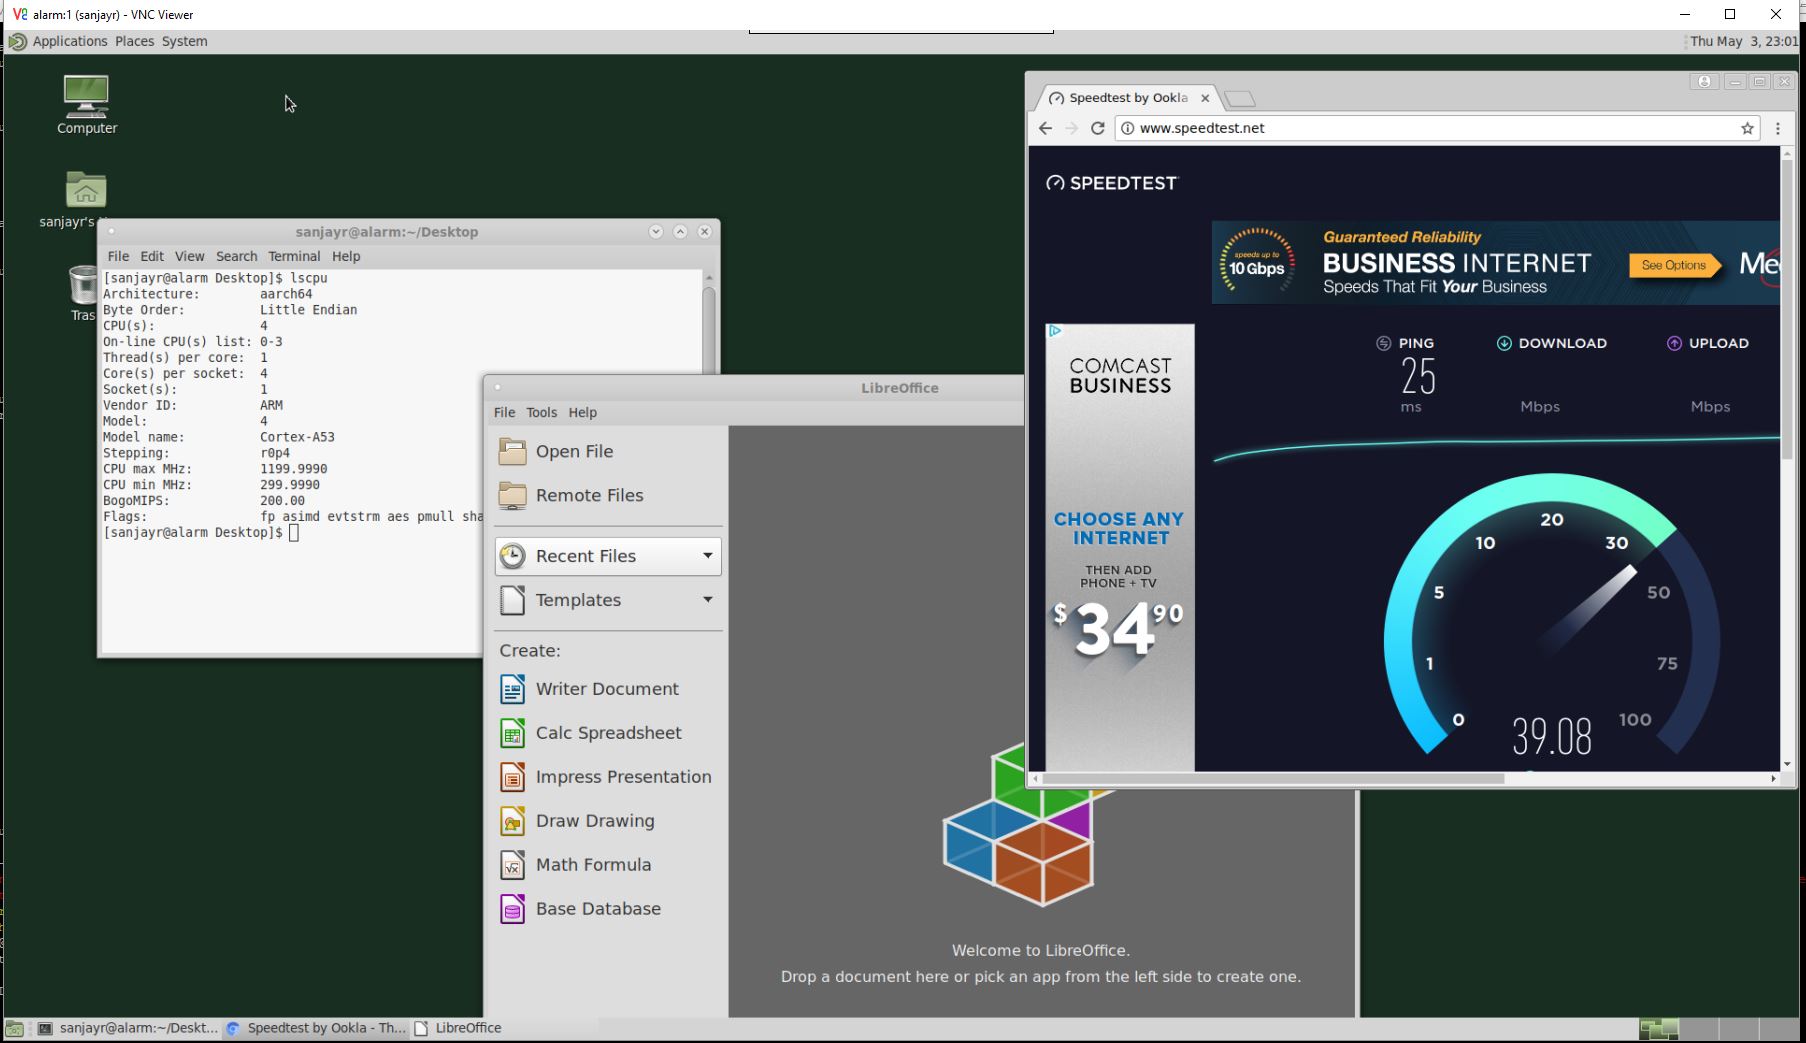 alarm:1 (sanjayr) - VNC Viewer
Applications Places System
Thu May 3, 23:01
Computer
sanjayr's
Tras
sanjayr@alarm:~/Desktop
File Edit View Search Terminal Help
[sanjayr@alarm Desktop]$ lscpu
Architecture: aarch64
Byte Order: Little Endian
CPU(s): 4
On-line CPU(s) list: 0-3
Thread(s) per core: 1
Core(s) per socket: 4
Socket(s): 1
Vendor ID: ARM
Model: 4
Model name: Cortex-A53
Stepping: r0p4
CPU max MHz: 1199.9990
CPU min MHz: 299.9990
BogoMIPS: 200.00
Flags: fp asimd evtstrm aes pmull sha
[sanjayr@alarm Desktop]$
LibreOffice
File Tools Help
Open File
Remote Files
Recent Files
Templates
Create:
Writer Document
Calc Spreadsheet
Impress Presentation
Draw Drawing
Math Formula
Base Database
Welcome to LibreOffice.
Drop a document here or pick an app from the left side to create one.
Speedtest by Ookla
www.speedtest.net
SPEEDTEST
speeds up to
10 Gbps
Guaranteed Reliability
BUSINESS INTERNET
Speeds That Fit Your Business
See Options
Me
COMCAST
BUSINESS
CHOOSE ANY
INTERNET
THEN ADD
PHONE + TV
$34.90
PING
25
ms
DOWNLOAD
Mbps
UPLOAD
Mbps
0
1
5
10
20
30
50
75
100
39.08
sanjayr@alarm:~/Deskt...
Speedtest by Ookla - Th...
LibreOffice